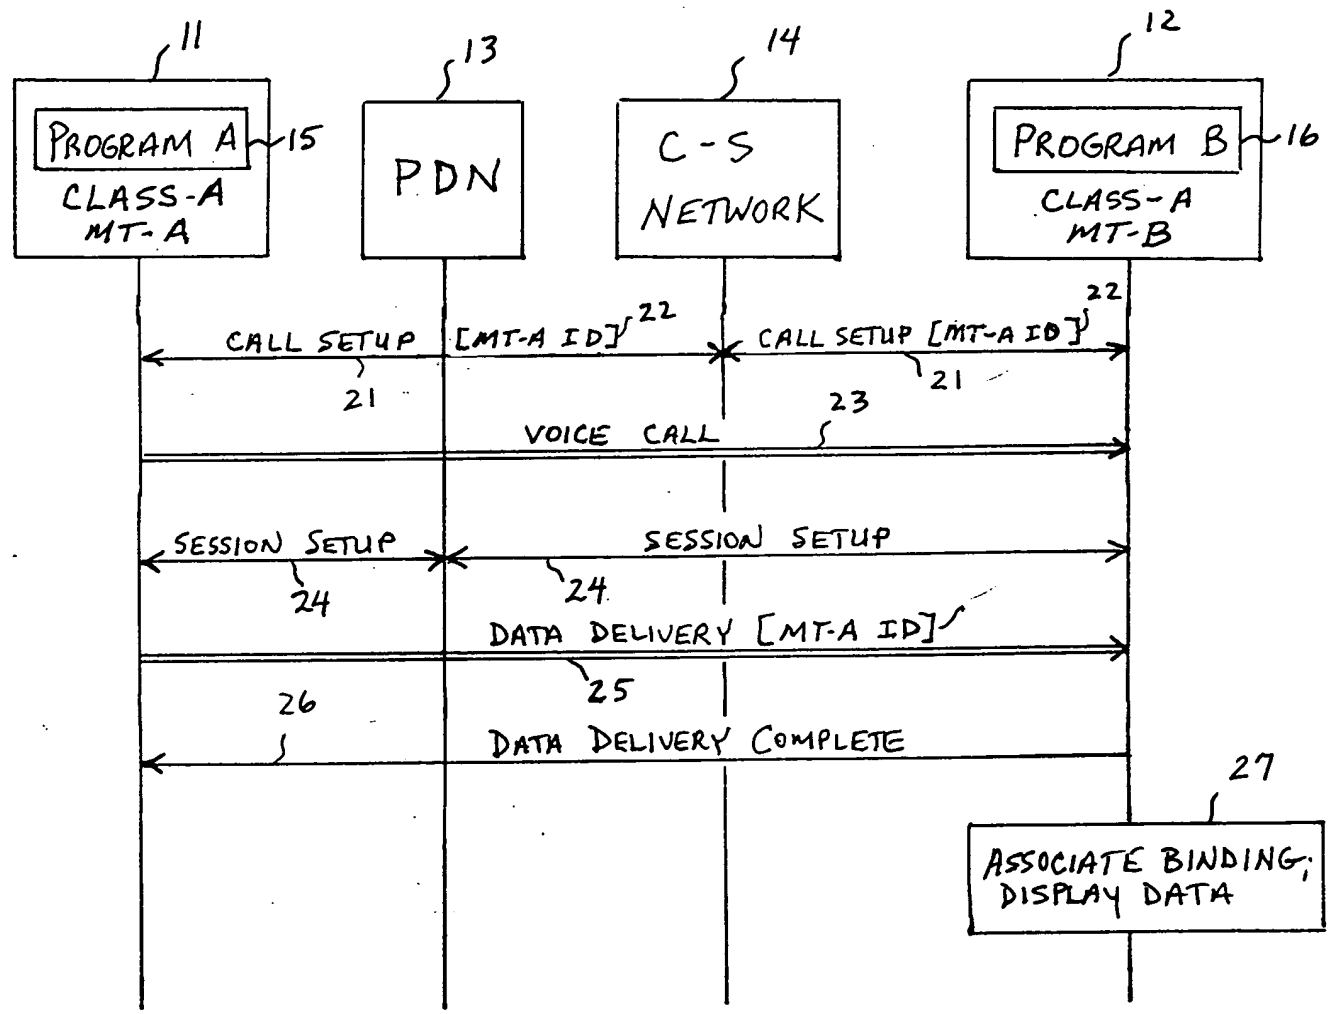 11
13
14
12
PROGRAM A
15
CLASS-A
MT-A
PDN
C-S
NETWORK
PROGRAM B
16
CLASS-A
MT-B
CALL SETUP [MT-A ID] 22
21
CALL SETUP [MT-A ID] 22
21
VOICE CALL
23
SESSION SETUP
24
SESSION SETUP
24
DATA DELIVERY [MT-A ID]
25
26
DATA DELIVERY COMPLETE
27
ASSOCIATE BINDING;
DISPLAY DATA